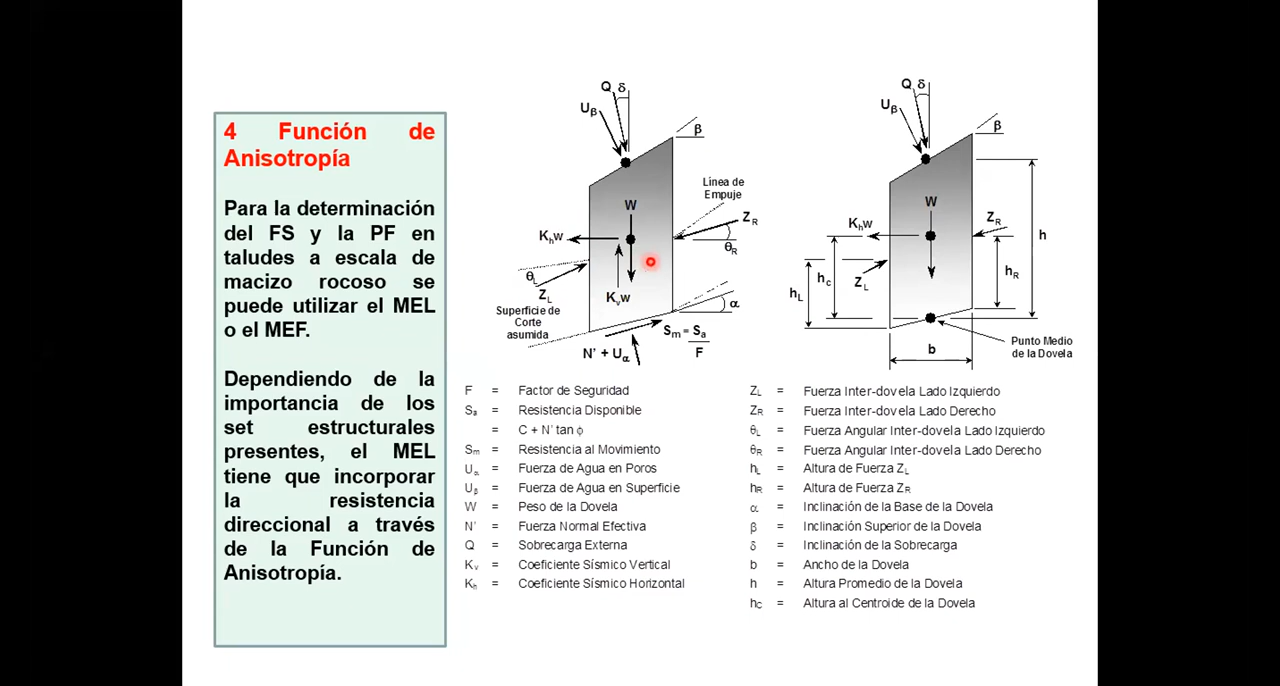 4 Función de
Anisotropía
Para la determinación
del FS y la PF en
taludes a escala de
macizo rocoso se
puede utilizar el MEL
o el MEF.
Dependiendo de la
importancia de los
set estructurales
presentes, el MEL
tiene que incorporar
la resistencia
direccional a través
de la Función de
Anisotropía.
Q δ
Uβ
β
Línea de
Empuje
W
ZR
KhW
θR
θL
ZL
KvW
α
Superficie de
Corte
asumida
Sm = Sa
F
N' + Uα
Q δ
Uβ
β
W
KhW
ZR
h
hC
hR
hL
ZL
b
Punto Medio
de la Dovela
F = Factor de Seguridad
Sa = Resistencia Disponible
= C + N' tan ϕ
Sm = Resistencia al Movimiento
Uα = Fuerza de Agua en Poros
Uβ = Fuerza de Agua en Superficie
W = Peso de la Dovela
N' = Fuerza Normal Efectiva
Q = Sobrecarga Externa
Kv = Coeficiente Sísmico Vertical
Kh = Coeficiente Sísmico Horizontal
ZL = Fuerza Inter-dovela Lado Izquierdo
ZR = Fuerza Inter-dovela Lado Derecho
θL = Fuerza Angular Inter-dovela Lado Izquierdo
θR = Fuerza Angular Inter-dovela Lado Derecho
hL = Altura de Fuerza ZL
hR = Altura de Fuerza ZR
α = Inclinación de la Base de la Dovela
β = Inclinación Superior de la Dovela
δ = Inclinación de la Sobrecarga
b = Ancho de la Dovela
h = Altura Promedio de la Dovela
hC = Altura al Centroide de la Dovela